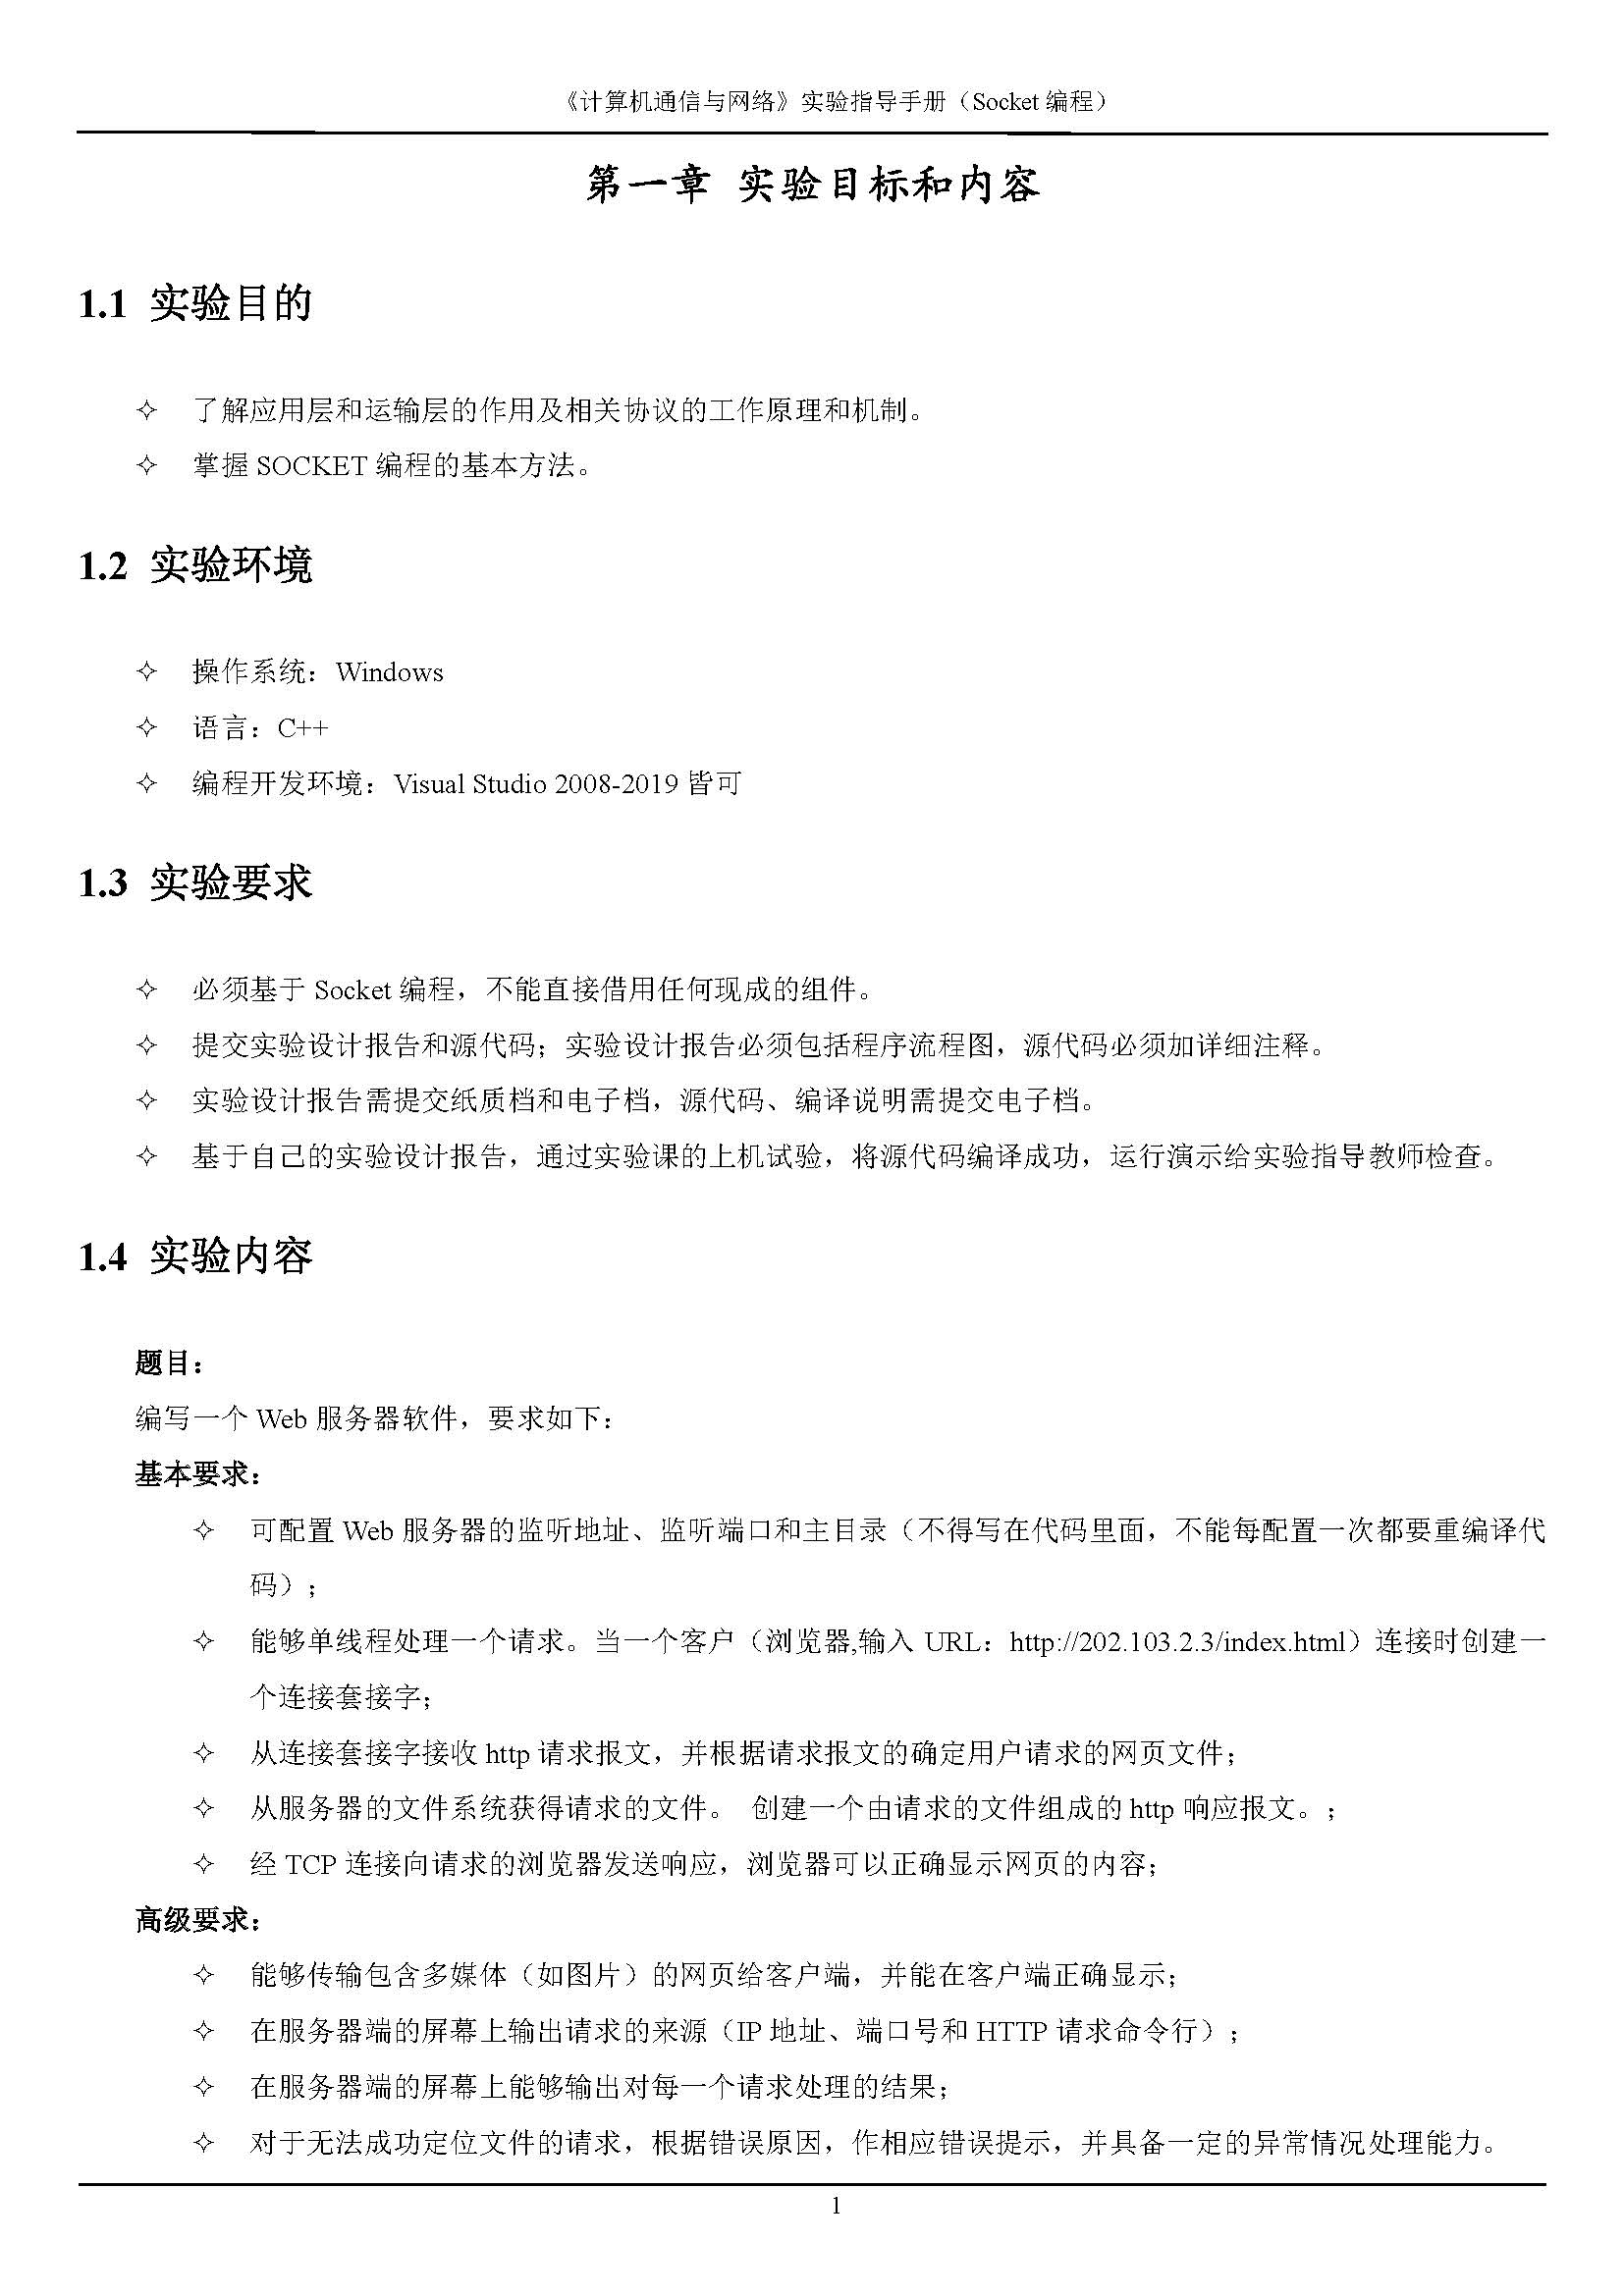 《计算机通信与网络》实验指导手册（Socket 编程）
第一章 实验目标和内容
1.1 实验目的
✧ 了解应用层和运输层的作用及相关协议的工作原理和机制。
✧ 掌握 SOCKET 编程的基本方法。
1.2 实验环境
✧ 操作系统：Windows
✧ 语言：C++
✧ 编程开发环境：Visual Studio 2008-2019 皆可
1.3 实验要求
✧ 必须基于 Socket 编程，不能直接借用任何现成的组件。
✧ 提交实验设计报告和源代码；实验设计报告必须包括程序流程图，源代码必须加详细注释。
✧ 实验设计报告需提交纸质档和电子档，源代码、编译说明需提交电子档。
✧ 基于自己的实验设计报告，通过实验课的上机试验，将源代码编译成功，运行演示给实验指导教师检查。
1.4 实验内容
题目：
编写一个 Web 服务器软件，要求如下：
基本要求：
✧ 可配置 Web 服务器的监听地址、监听端口和主目录（不得写在代码里面，不能每配置一次都要重编译代
码）；
✧ 能够单线程处理一个请求。当一个客户（浏览器,输入 URL：http://202.103.2.3/index.html）连接时创建一
个连接套接字；
✧ 从连接套接字接收 http 请求报文，并根据请求报文的确定用户请求的网页文件；
✧ 从服务器的文件系统获得请求的文件。 创建一个由请求的文件组成的 http 响应报文。；
✧ 经 TCP 连接向请求的浏览器发送响应，浏览器可以正确显示网页的内容；
高级要求：
✧ 能够传输包含多媒体（如图片）的网页给客户端，并能在客户端正确显示；
✧ 在服务器端的屏幕上输出请求的来源（IP 地址、端口号和 HTTP 请求命令行）；
✧ 在服务器端的屏幕上能够输出对每一个请求处理的结果；
✧ 对于无法成功定位文件的请求，根据错误原因，作相应错误提示，并具备一定的异常情况处理能力。
1